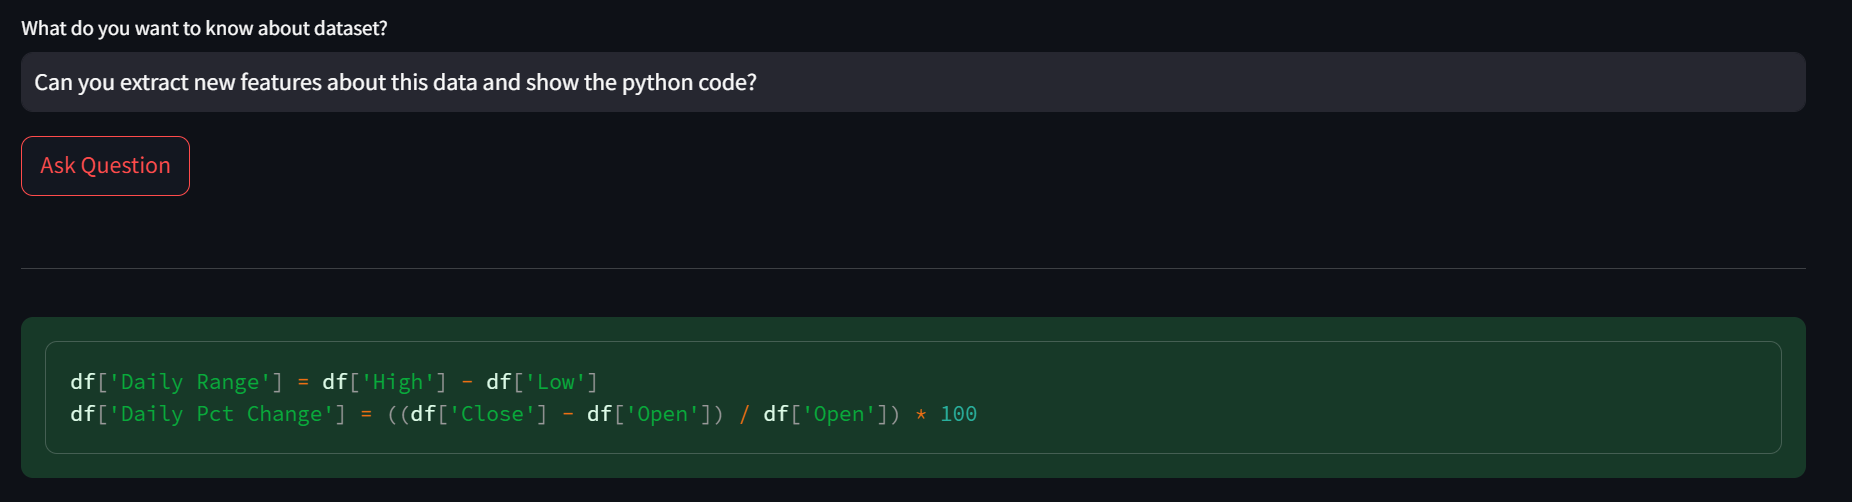 What do you want to know about dataset?
Can you extract new features about this data and show the python code?
Ask Question
df['Daily Range'] = df['High'] - df['Low']
df['Daily Pct Change'] = ((df['Close'] - df['Open']) / df['Open']) * 100